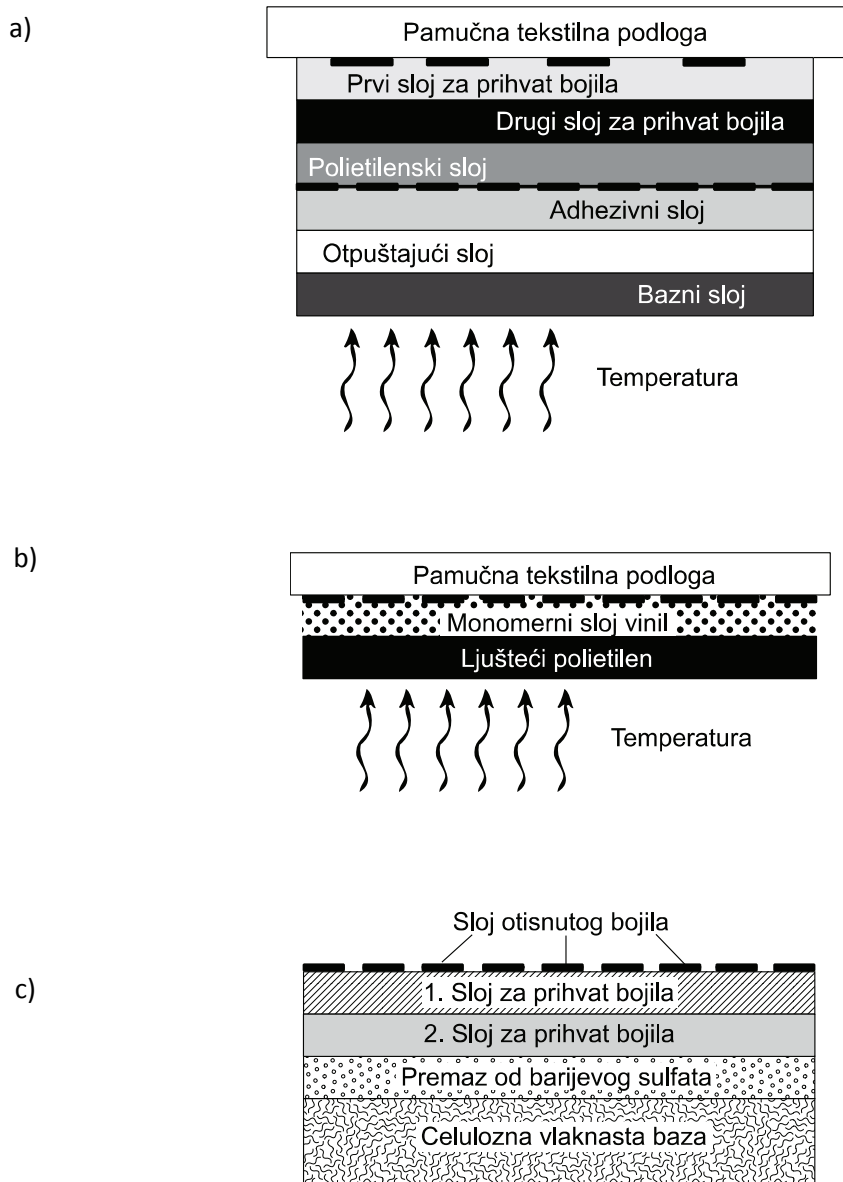 a)
Pamučna tekstilna podloga
Prvi sloj za prihvat bojila
Drugi sloj za prihvat bojila
Polietilenski sloj
Adhezivni sloj
Otpuštajući sloj
Bazni sloj
Temperatura
b)
Pamučna tekstilna podloga
Monomerni sloj vinil
Ljušteći polietilen
Temperatura
Sloj otisnutog bojila
c)
1. Sloj za prihvat bojila
2. Sloj za prihvat bojila
Premaz od barijevog sulfata
Celulozna vlaknasta baza